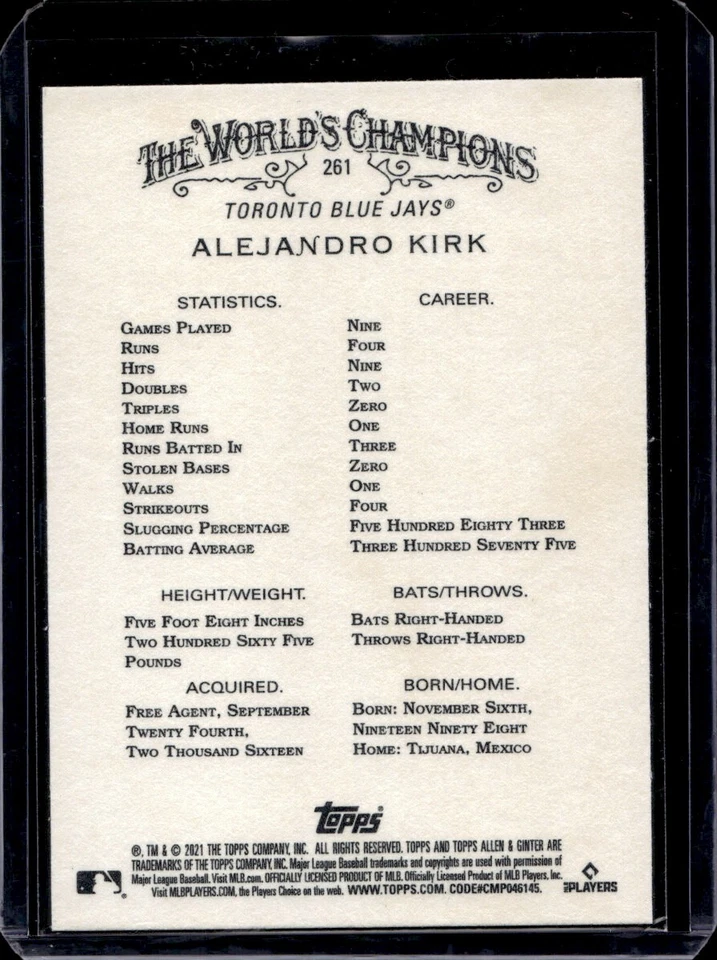 THE WORLD'S CHAMPIONS
261
TORONTO BLUE JAYS®
ALEJANDRO KIRK
STATISTICS. CAREER.
GAMES PLAYED NINE
RUNS FOUR
HITS NINE
DOUBLES TWO
TRIPLES ZERO
HOME RUNS ONE
RUNS BATTED IN THREE
STOLEN BASES ZERO
WALKS ONE
STRIKEOUTS FOUR
SLUGGING PERCENTAGE FIVE HUNDRED EIGHTY THREE
BATTING AVERAGE THREE HUNDRED SEVENTY FIVE
HEIGHT/WEIGHT.
FIVE FOOT EIGHT INCHES
TWO HUNDRED SIXTY FIVE
POUNDS
BATS/THROWS.
BATS RIGHT-HANDED
THROWS RIGHT-HANDED
ACQUIRED.
FREE AGENT, SEPTEMBER
TWENTY FOURTH,
TWO THOUSAND SIXTEEN
BORN/HOME.
BORN: NOVEMBER SIXTH,
NINETEEN NINETY EIGHT
HOME: TIJUANA, MEXICO
topps®
®, TM & © 2021 THE TOPPS COMPANY, INC. ALL RIGHTS RESERVED. TOPPS AND TOPPS ALLEN & GINTER ARE
TRADEMARKS OF THE TOPPS COMPANY, INC. Major League Baseball trademarks and copyrights are used with permission of
Major League Baseball. Visit MLB.com. OFFICIALLY LICENSED PRODUCT OF MLB. Officially Licensed Product of MLB Players, Inc.
Visit MLBPLAYERS.COM, the Players Choice on the web. WWW.TOPPS.COM. CODE#CMP046145.
MLB PLAYERS